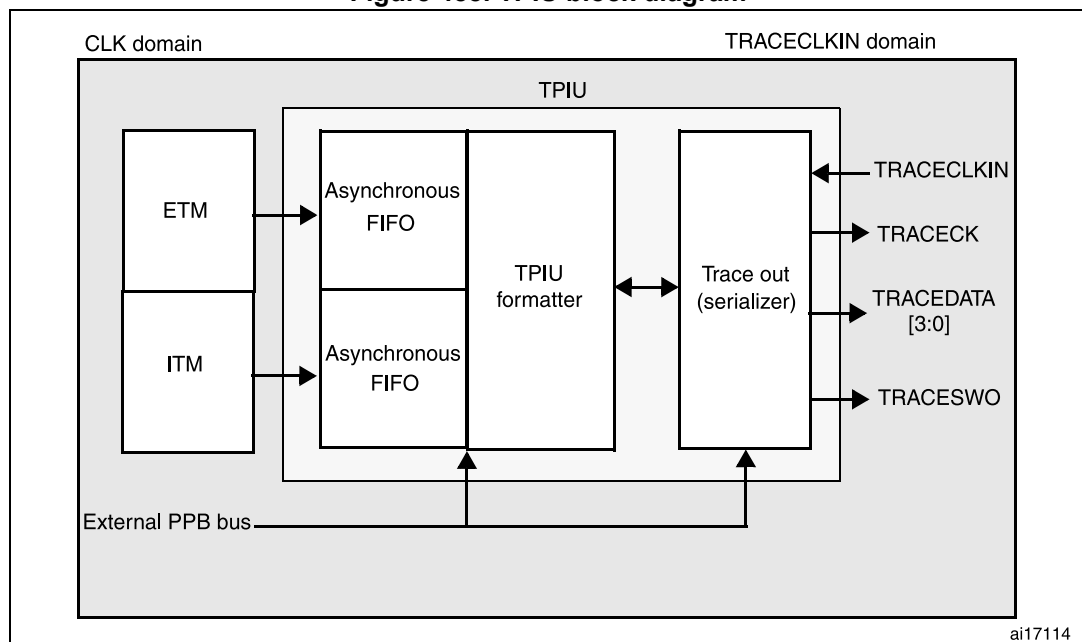 CLK domain
TRACECLKIN domain
TPIU
ETM
Asynchronous
FIFO
TPIU
formatter
Trace out
(serializer)
TRACECLKIN
TRACECK
TRACEDATA
[3:0]
TRACESWO
ITM
Asynchronous
FIFO
External PPB bus
ai17114